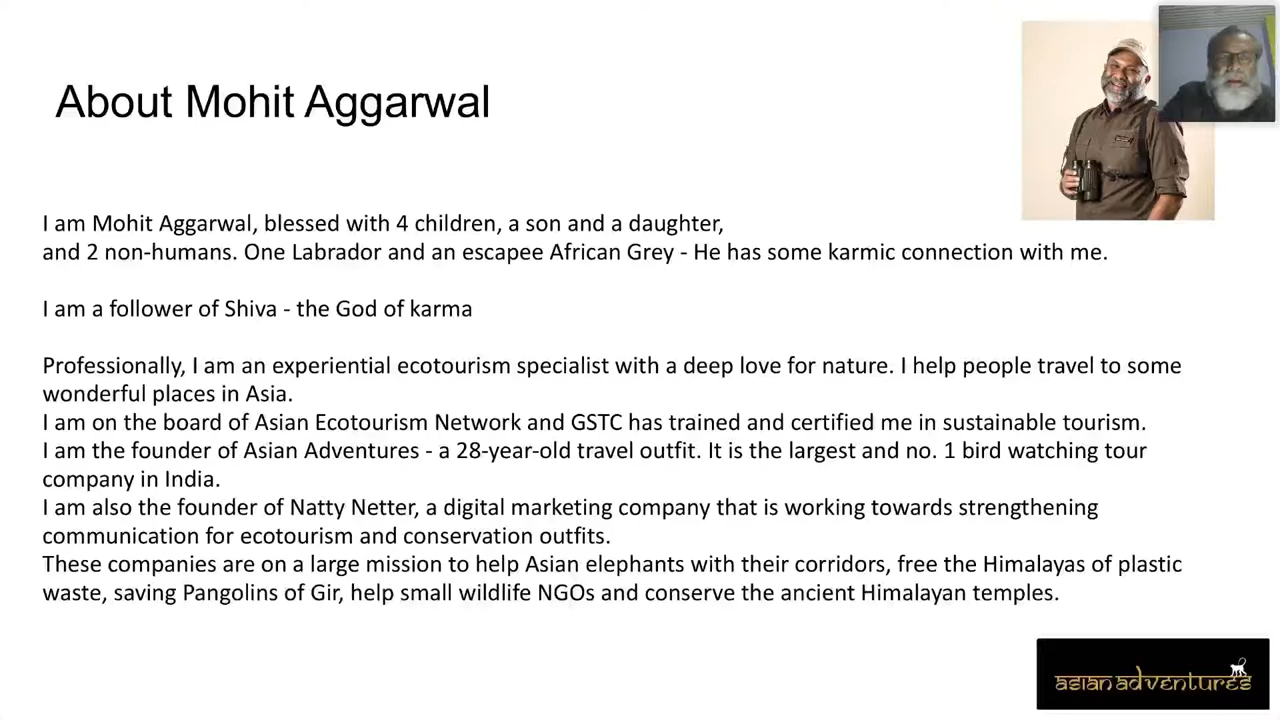 About Mohit Aggarwal
I am Mohit Aggarwal, blessed with 4 children, a son and a daughter,
and 2 non-humans. One Labrador and an escapee African Grey - He has some karmic connection with me.
I am a follower of Shiva - the God of karma
Professionally, I am an experiential ecotourism specialist with a deep love for nature. I help people travel to some
wonderful places in Asia.
I am on the board of Asian Ecotourism Network and GSTC has trained and certified me in sustainable tourism.
I am the founder of Asian Adventures - a 28-year-old travel outfit. It is the largest and no. 1 bird watching tour
company in India.
I am also the founder of Natty Netter, a digital marketing company that is working towards strengthening
communication for ecotourism and conservation outfits.
These companies are on a large mission to help Asian elephants with their corridors, free the Himalayas of plastic
waste, saving Pangolins of Gir, help small wildlife NGOs and conserve the ancient Himalayan temples.
asian adventures